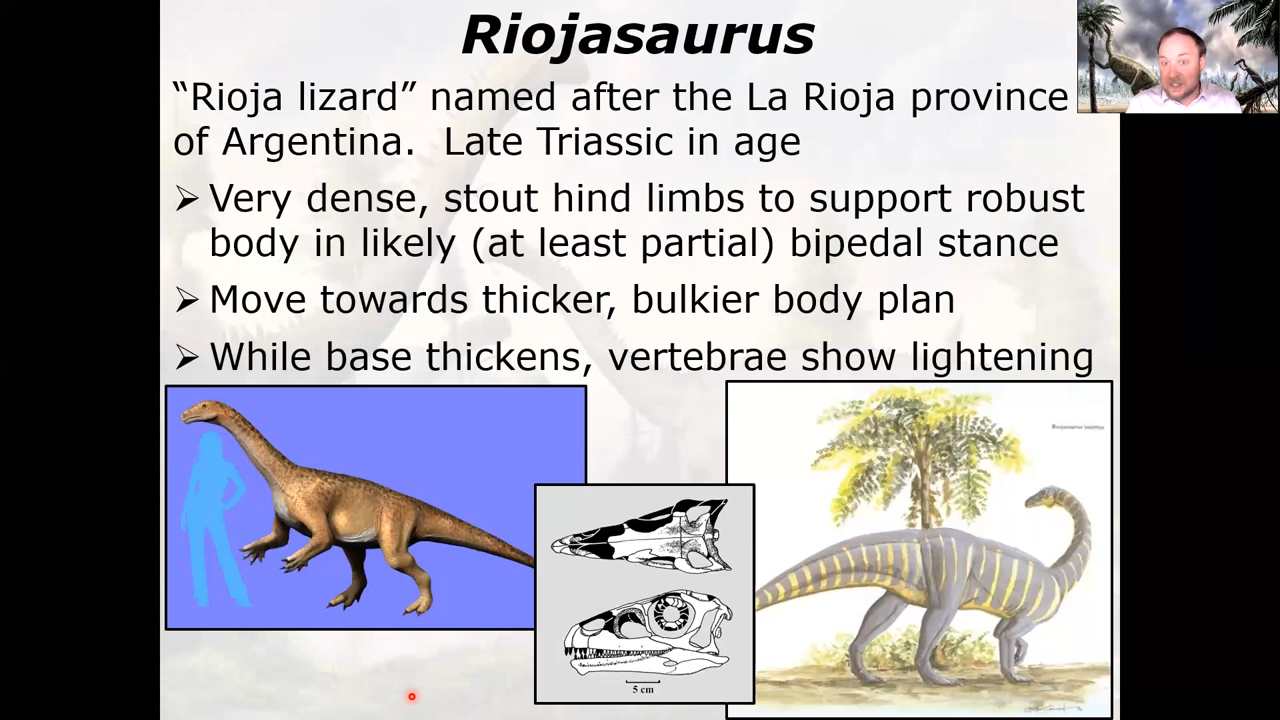 Riojasaurus
“Rioja lizard” named after the La Rioja province
of Argentina. Late Triassic in age
➢ Very dense, stout hind limbs to support robust
body in likely (at least partial) bipedal stance
➢ Move towards thicker, bulkier body plan
➢ While base thickens, vertebrae show lightening
Riojasaurus incertus
5 cm